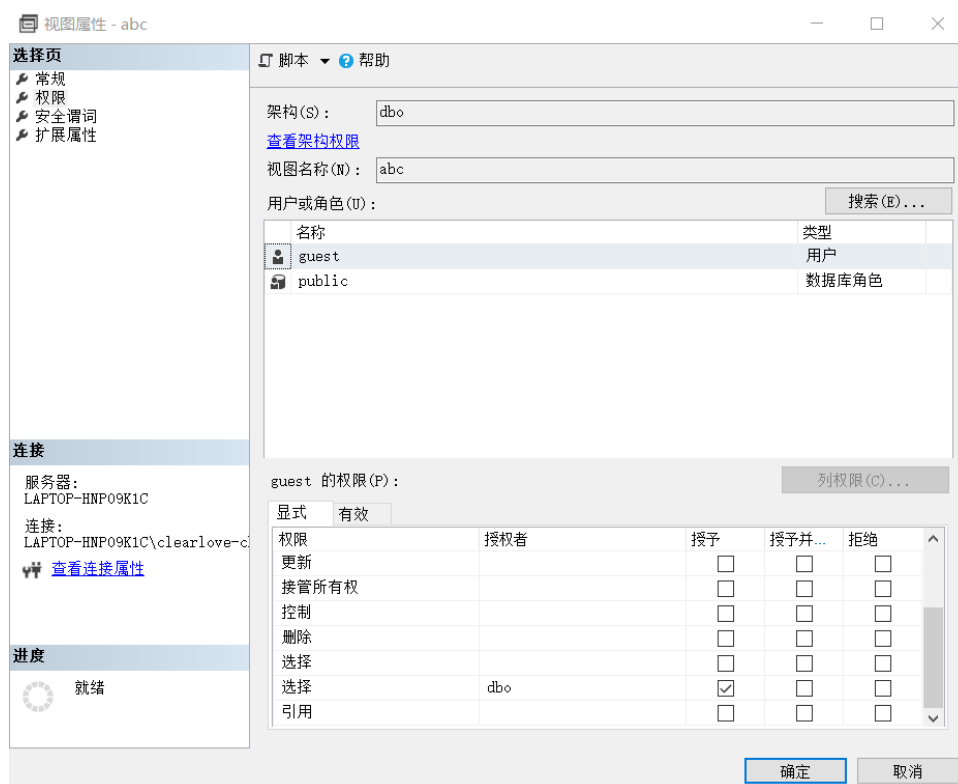 视图属性 - abc
选择页
常规
权限
安全谓词
扩展属性
脚本 帮助
架构(S): dbo
查看架构权限
视图名称(N): abc
用户或角色(U): 搜索(E)...
名称 类型
guest 用户
public 数据库角色
连接
服务器:
LAPTOP-HNP09K1C
连接:
LAPTOP-HNP09K1C\clearlove-cl
查看连接属性
进度
就绪
guest 的权限(P): 列权限(C)...
显式 有效
权限 授权者 授予 授予并... 拒绝
更新
接管所有权
控制
删除
选择
选择 dbo
引用
确定 取消